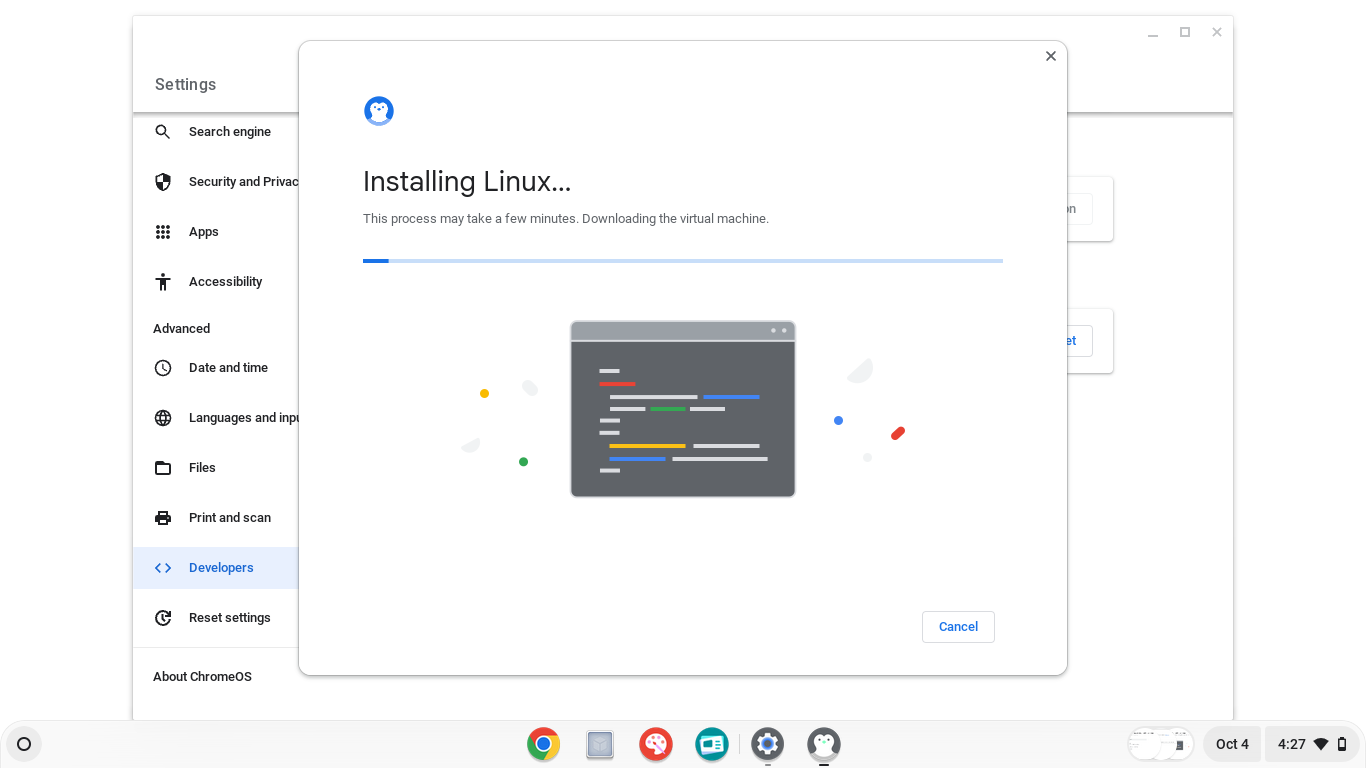 Settings
Search engine
Security and Privac
Apps
Accessibility
Advanced
Date and time
Languages and inpu
Files
Print and scan
Developers
Reset settings
About ChromeOS
Installing Linux...
This process may take a few minutes. Downloading the virtual machine.
Cancel
on
et
Oct 4
4:27